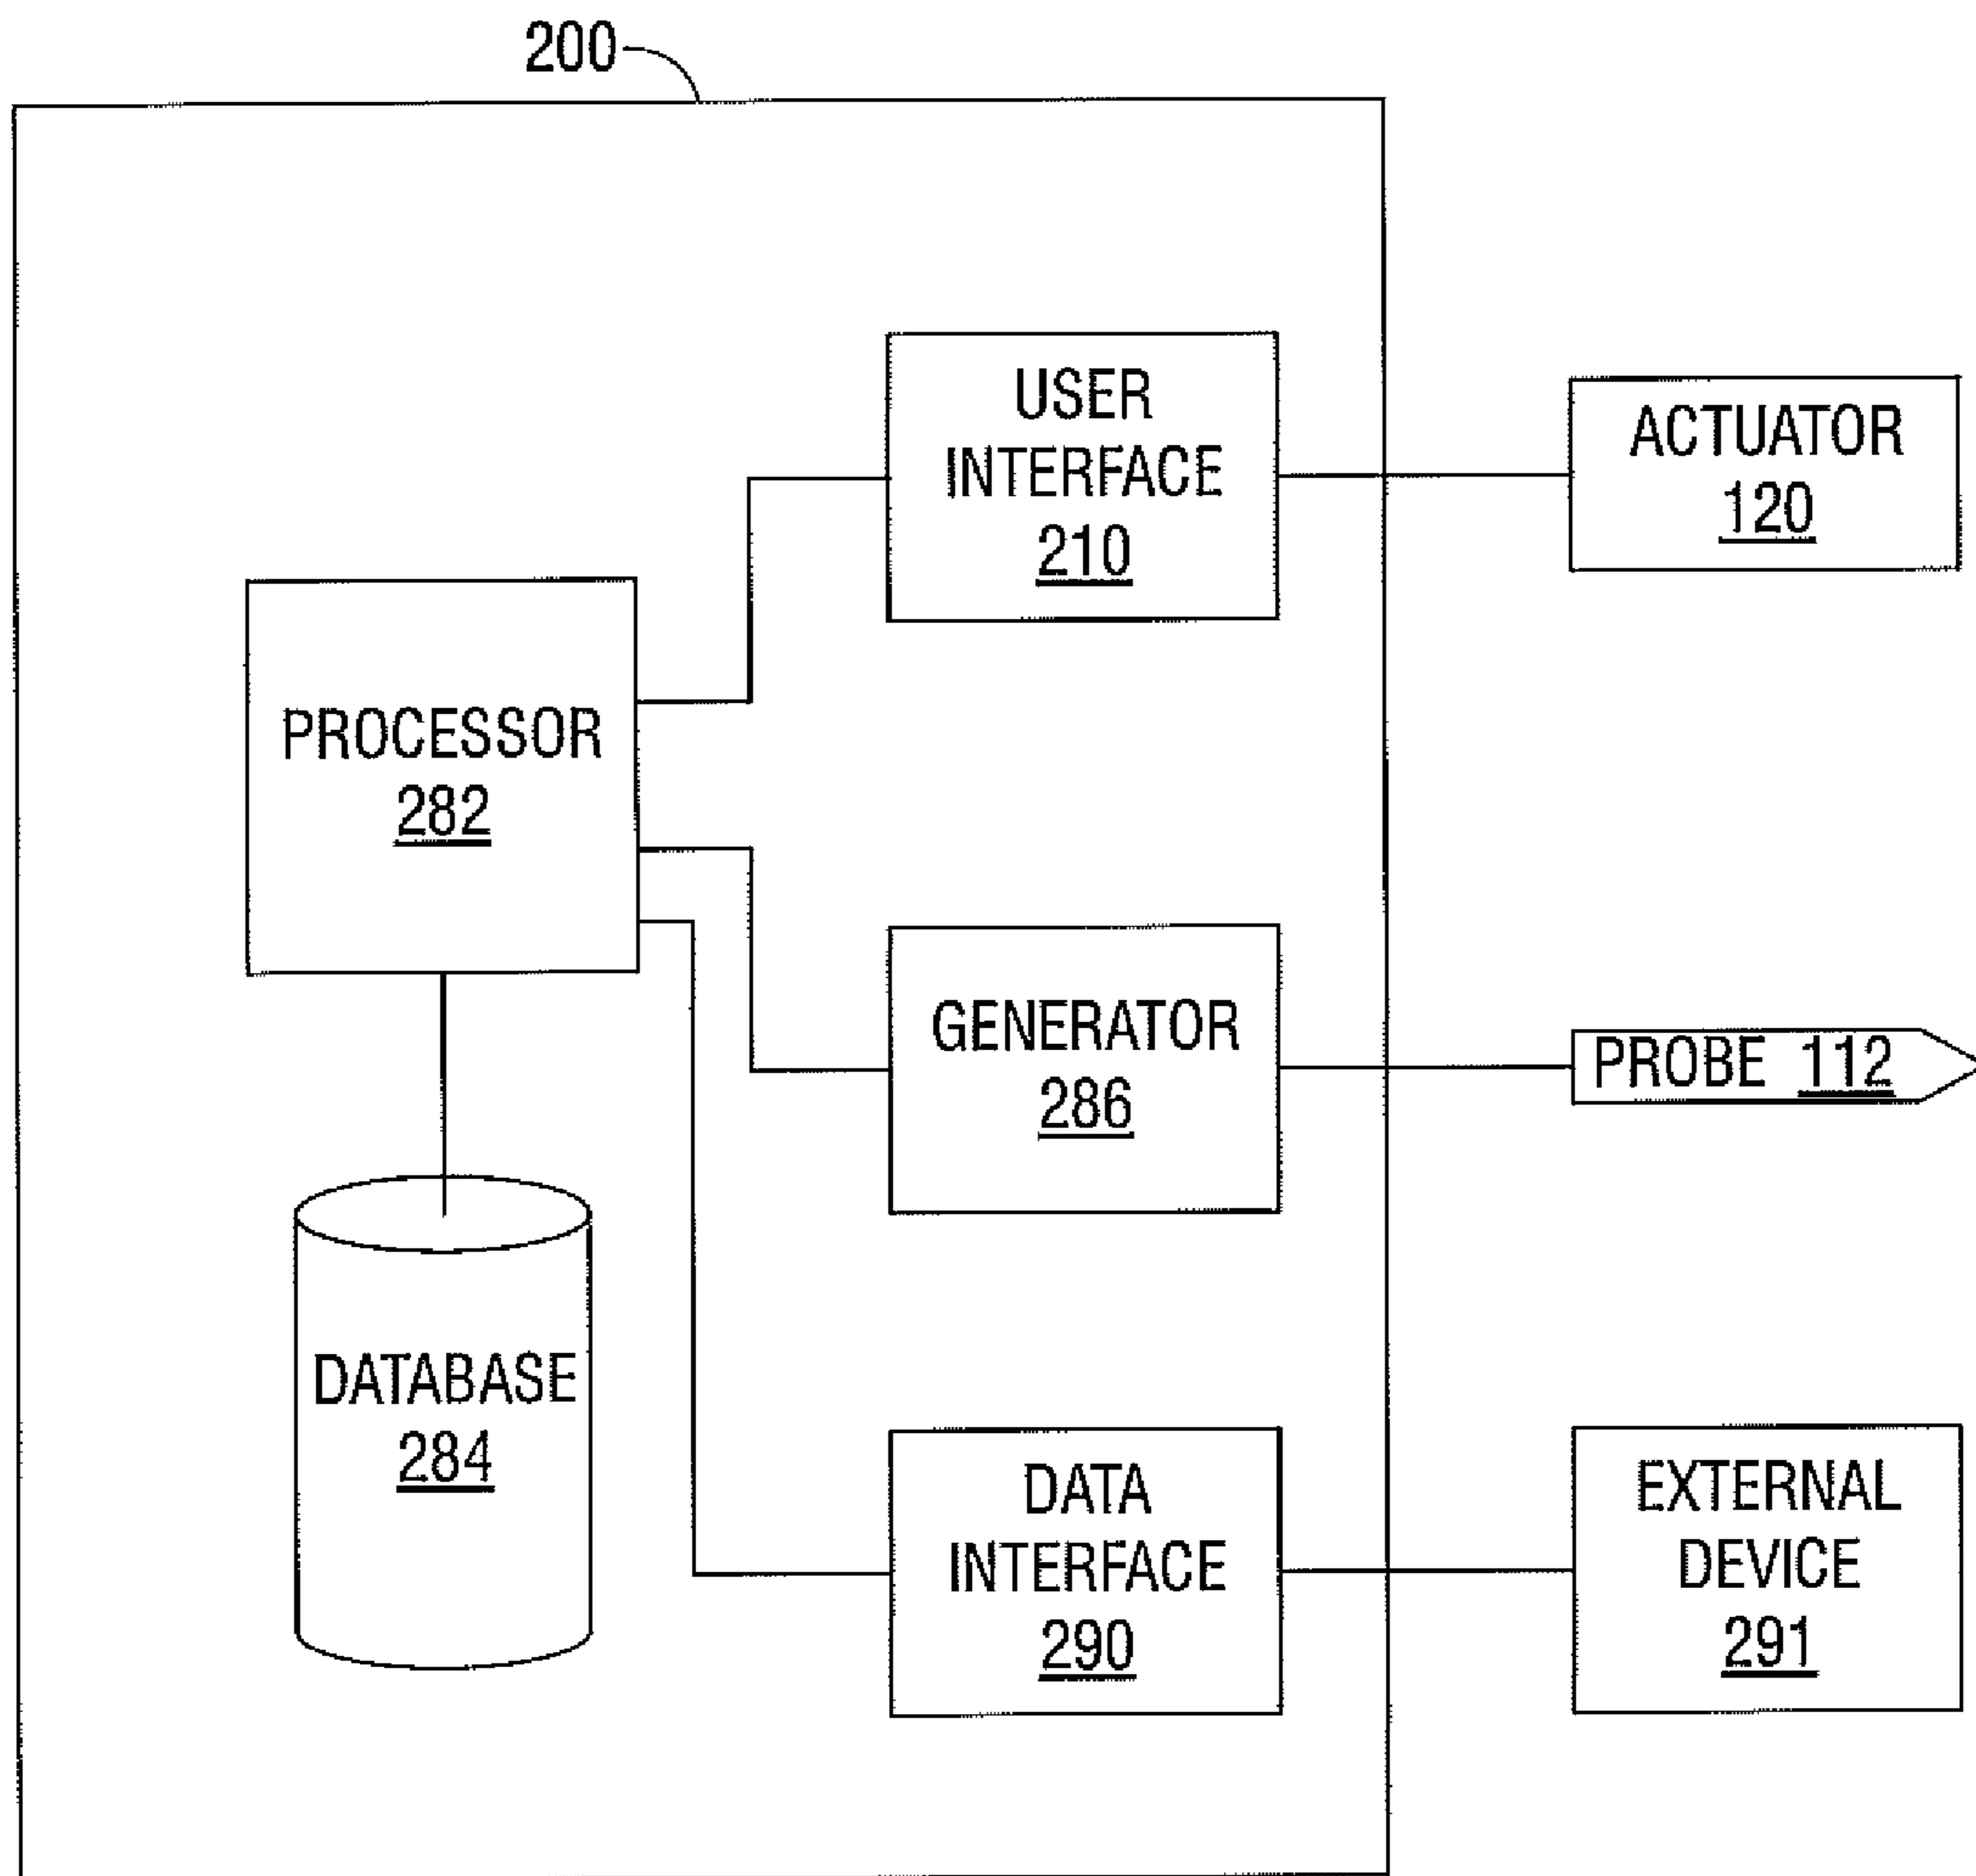 200
USER
INTERFACE
210
ACTUATOR
120
PROCESSOR
282
GENERATOR
286
PROBE 112
DATABASE
284
DATA
INTERFACE
290
EXTERNAL
DEVICE
291